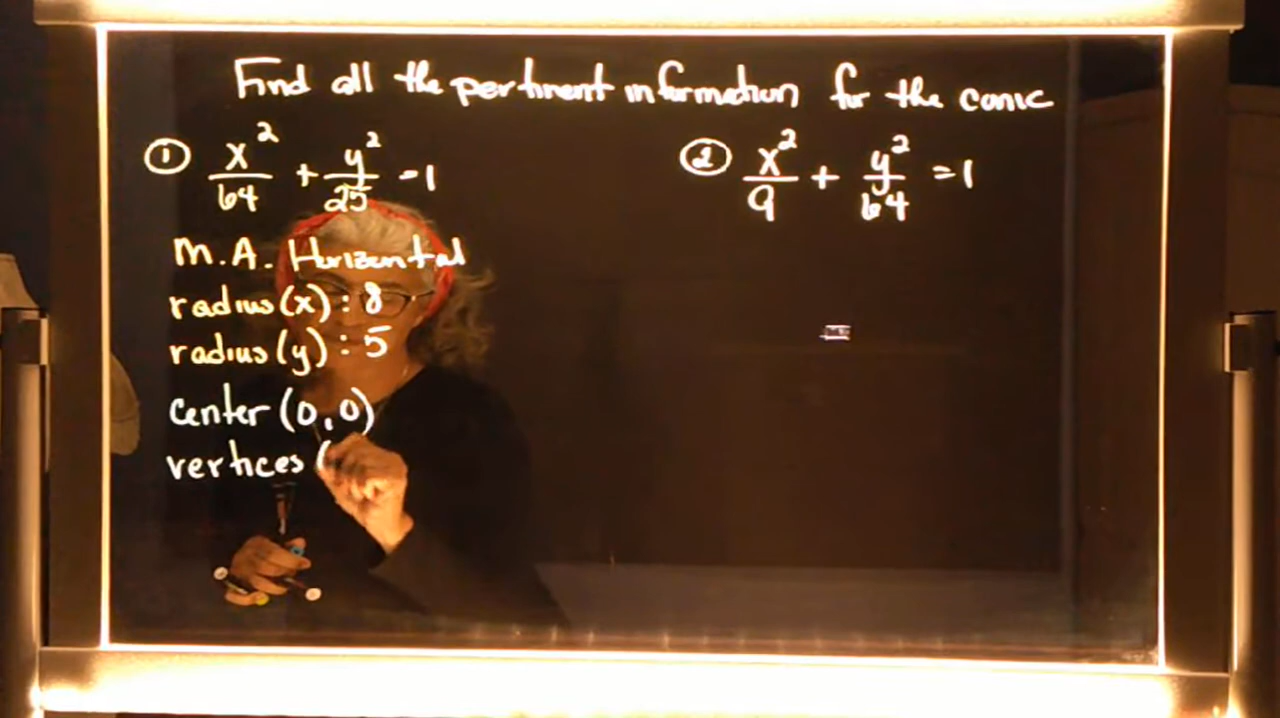 Find all the pertinent information for the conic
① x²/64 + y²/25 = 1
M.A. Horizontal
radius (x) : 8
radius (y) : 5
center (0,0)
vertices (
② x²/9 + y²/64 = 1